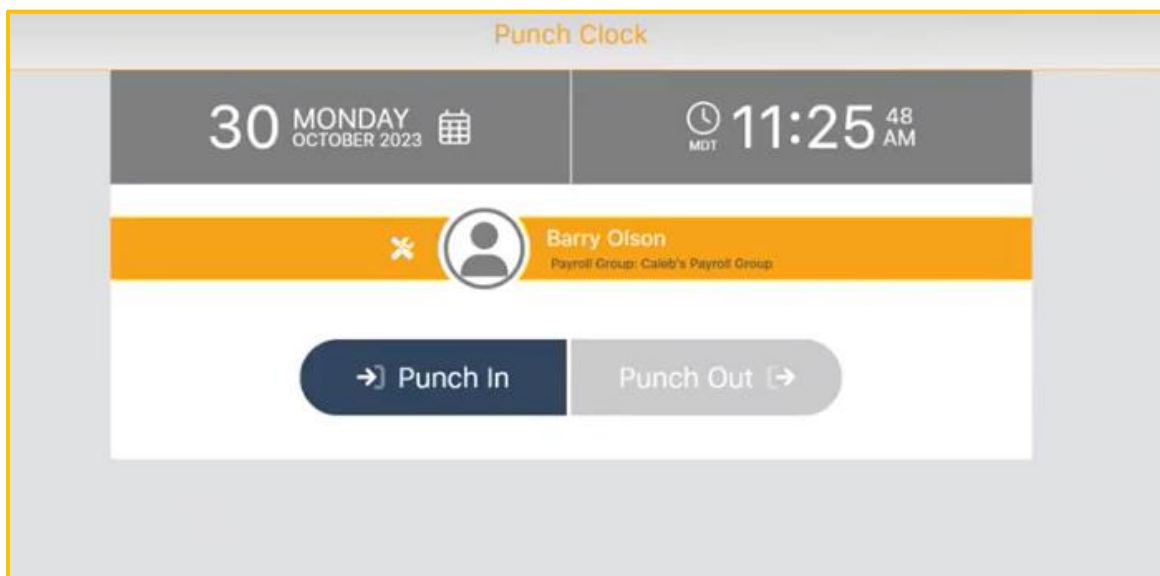 Punch Clock
30 MONDAY
OCTOBER 2023
MDT 11:25 48 AM
Barry Olson
Payroll Group: Caleb's Payroll Group
Punch In
Punch Out